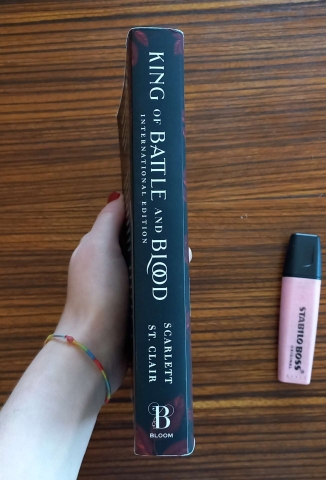 KING OF BATTLE AND BLOOD
INTERNATIONAL EDITION
SCARLETT
ST. CLAIR
B
BLOOM
STABILO BOSS
ORIGINAL